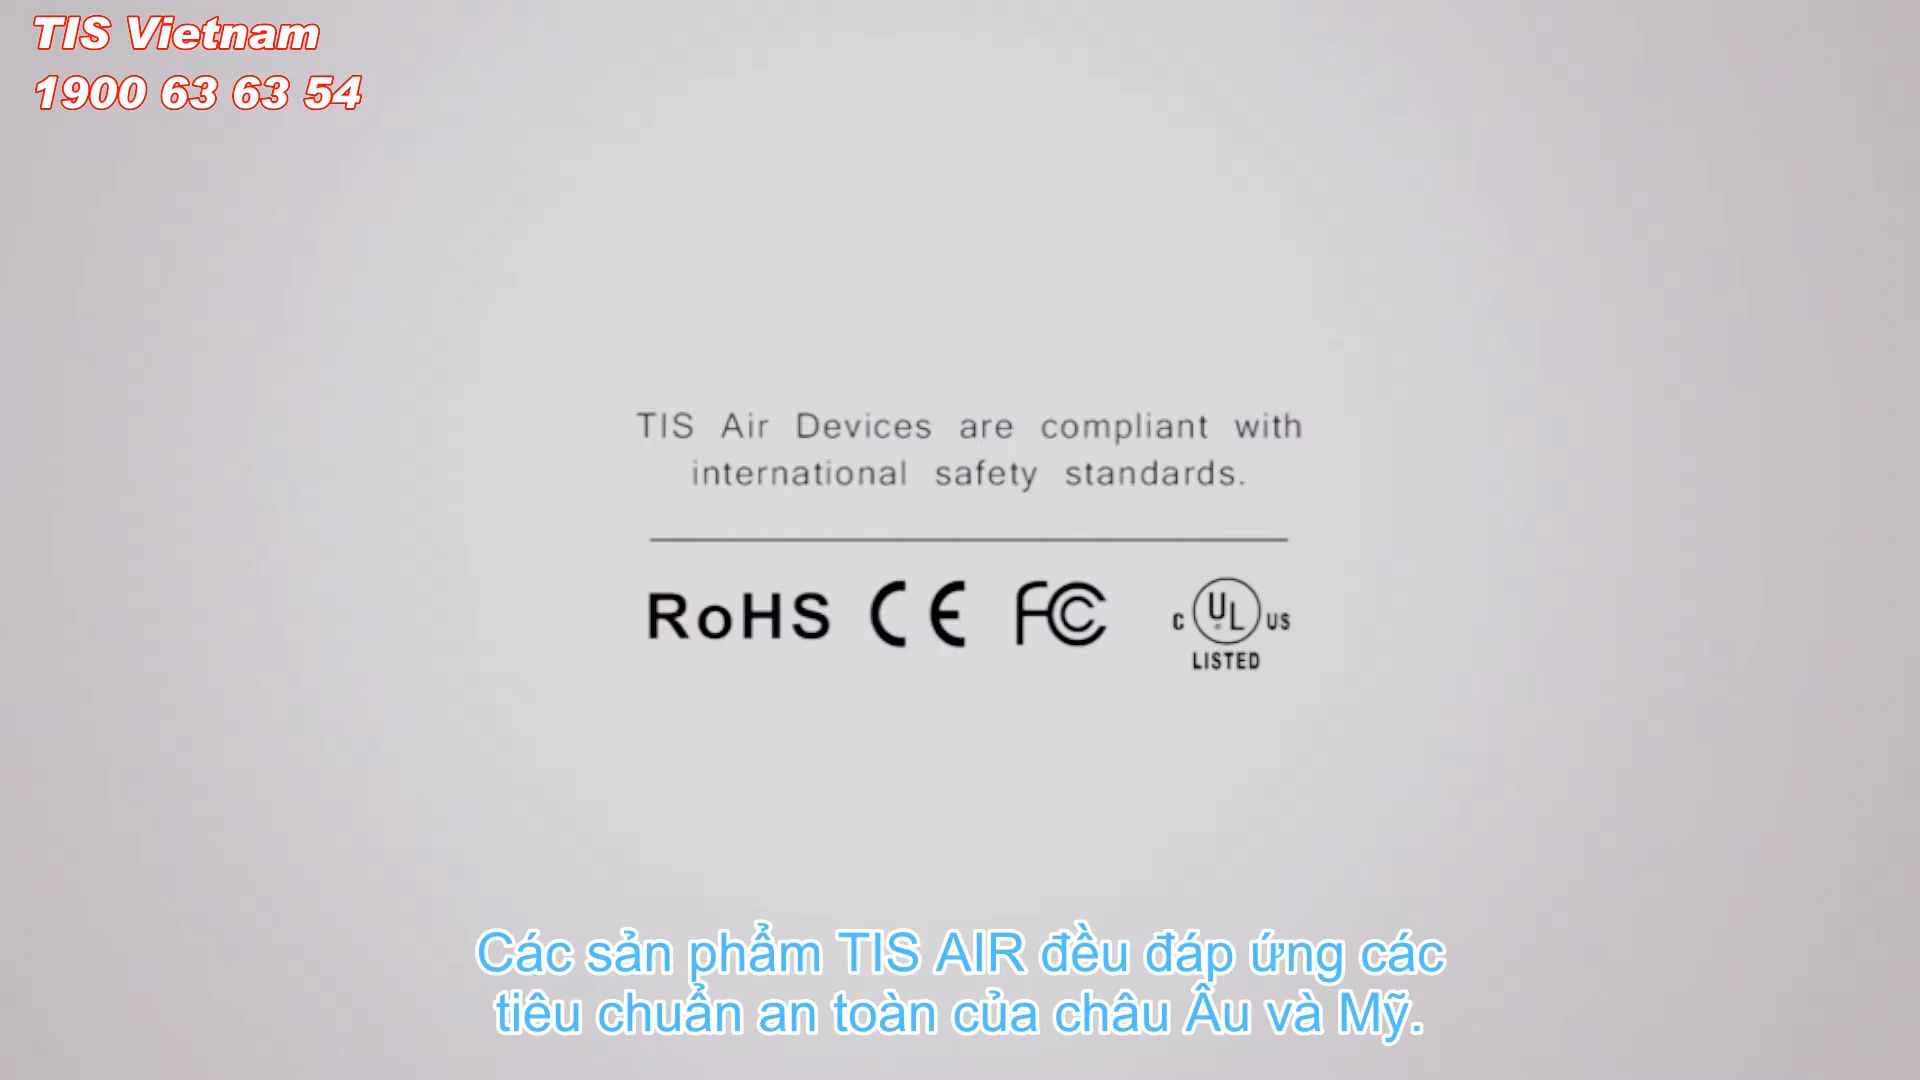 TIS Vietnam
1900 63 63 54
TIS Air Devices are compliant with
international safety standards.
RoHS CE FC C UL US
LISTED
Các sản phẩm TIS AIR đều đáp ứng các
tiêu chuẩn an toàn của châu Âu và Mỹ.